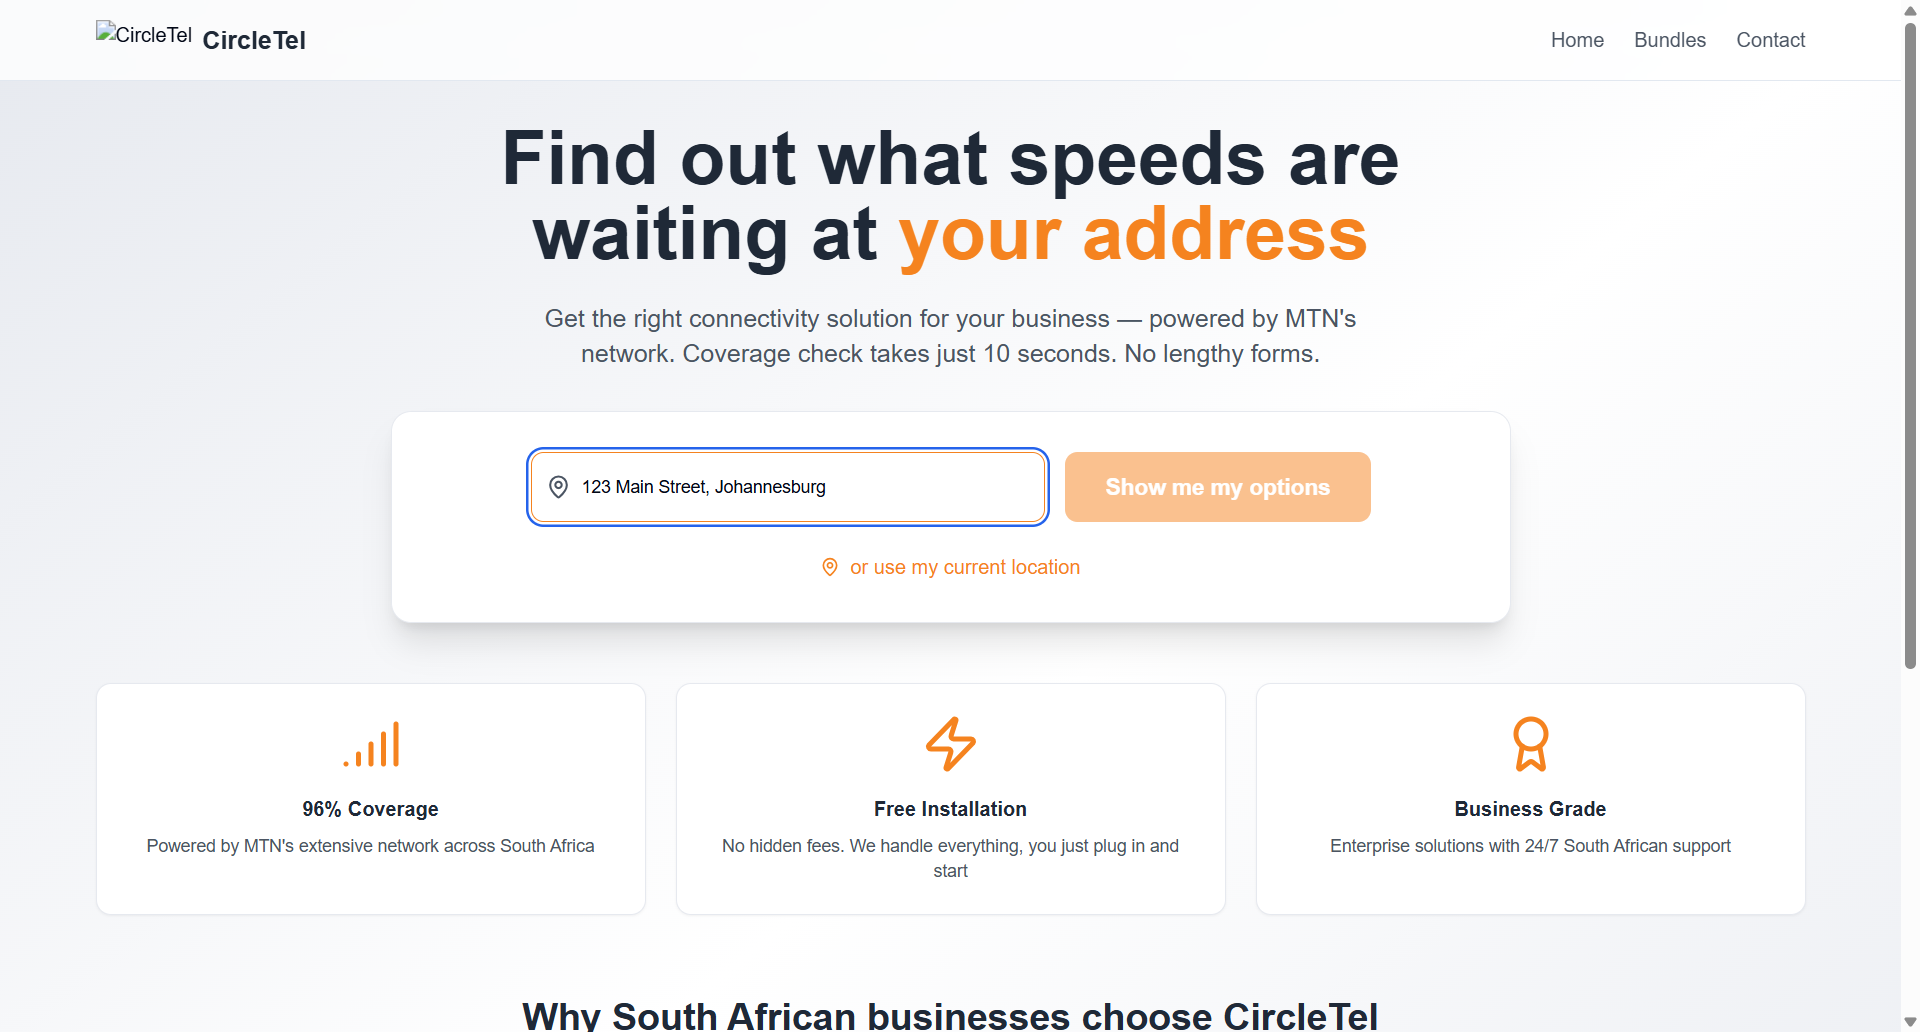 CircleTel CircleTel
Home Bundles Contact
Find out what speeds are
waiting at your address
Get the right connectivity solution for your business — powered by MTN's
network. Coverage check takes just 10 seconds. No lengthy forms.
123 Main Street, Johannesburg
Show me my options
or use my current location
96% Coverage
Powered by MTN's extensive network across South Africa
Free Installation
No hidden fees. We handle everything, you just plug in and
start
Business Grade
Enterprise solutions with 24/7 South African support
Why South African businesses choose CircleTel